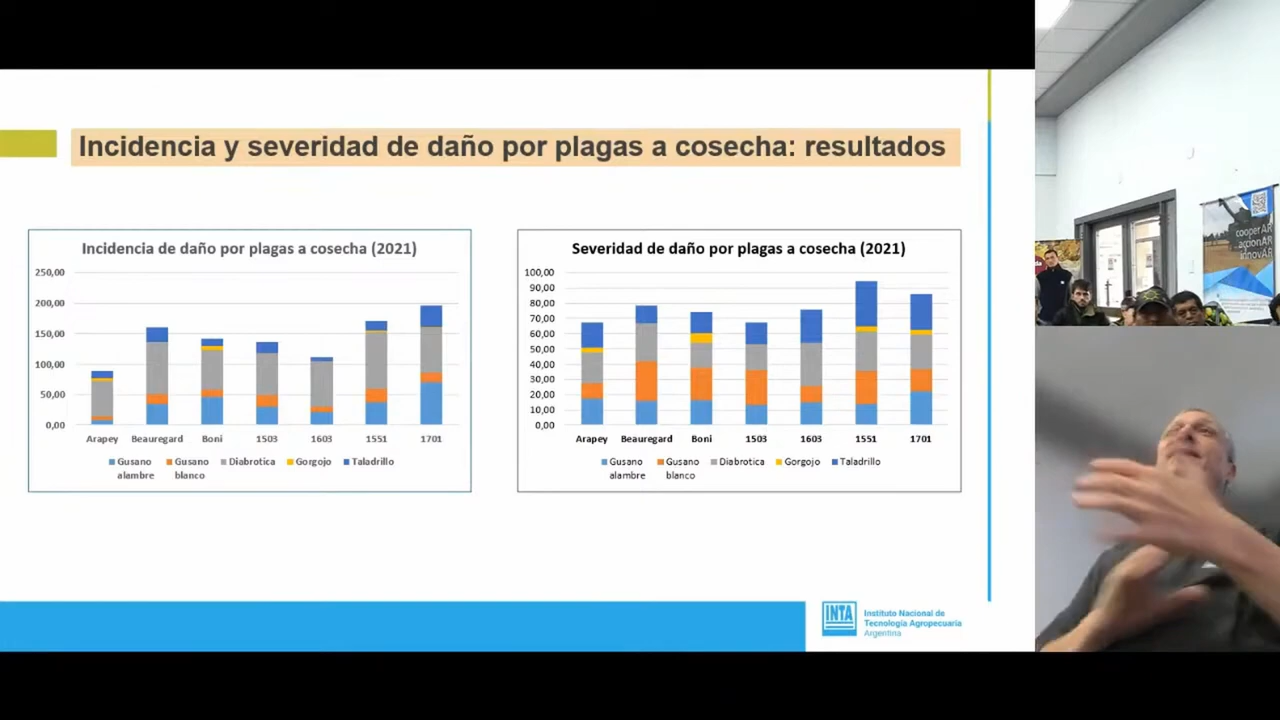 Incidencia y severidad de daño por plagas a cosecha: resultados
Incidencia de daño por plagas a cosecha (2021)
250,00
200,00
150,00
100,00
50,00
0,00
Arapey Beauregard Boni 1503 1603 1551 1701
Gusano alambre Gusano blanco Diabrotica Gorgojo Taladrillo
Severidad de daño por plagas a cosecha (2021)
100,00
90,00
80,00
70,00
60,00
50,00
40,00
30,00
20,00
10,00
0,00
Arapey Beauregard Boni 1503 1603 1551 1701
Gusano alambre Gusano blanco Diabrotica Gorgojo Taladrillo
INTA
Instituto Nacional de
Tecnología Agropecuaria
Argentina
cooperAR
accionAR
innovAR